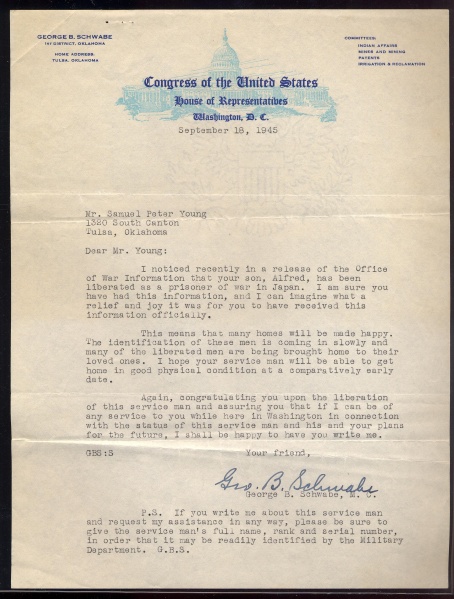 GEORGE B. SCHWABE
1ST DISTRICT, OKLAHOMA
HOME ADDRESS:
TULSA, OKLAHOMA
COMMITTEES:
INDIAN AFFAIRS
MINES AND MINING
PATENTS
IRRIGATION & RECLAMATION
Congress of the United States
House of Representatives
Washington, D. C.
September 18, 1945
Mr. Samuel Peter Young
1320 South Canton
Tulsa, Oklahoma
Dear Mr. Young:
I noticed recently in a release of the Office
of War Information that your son, Alfred, has been
liberated as a prisoner of war in Japan. I am sure you
have had this information, and I can imagine what a
relief and joy it was for you to have received this
information officially.
This means that many homes will be made happy.
The identification of these men is coming in slowly and
many of the liberated men are being brought home to their
loved ones. I hope your service man will be able to get
home in good physical condition at a comparatively early
date.
Again, congratulating you upon the liberation
of this service man and assuring you that if I can be of
any service to you while here in Washington in connection
with the status of this service man and his and your plans
for the future, I shall be happy to have you write me.
GBS:S Your friend,
Geo. B. Schwabe
George B. Schwabe, M. C.
P.S. If you write me about this service man
and request my assistance in any way, please be sure to
give the service man's full name, rank and serial number,
in order that it may be readily identified by the Military
Department. G.B.S.